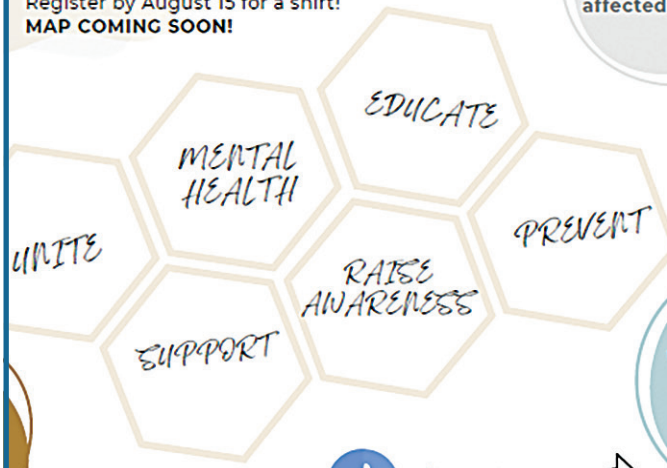 Register by August 15 for a shirt!
MAP COMING SOON!
affected
EDUCATE
MENTAL
HEALTH
PREVENT
UNITE
RAISE
AWARENESS
SUPPORT